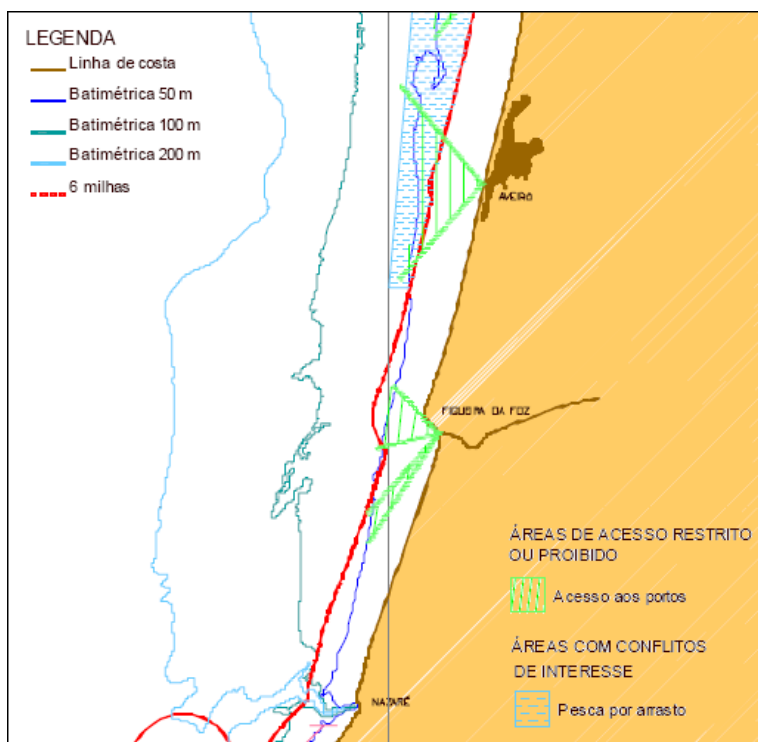 LEGENDA
Linha de costa
Batimétrica 50 m
Batimétrica 100 m
Batimétrica 200 m
6 milhas
AVEIRO
FIGUEIRA DA FOZ
ÁREAS DE ACESSO RESTRITO
OU PROIBIDO
Acesso aos portos
ÁREAS COM CONFLITOS
DE INTERESSE
NAZARÉ
Pesca por arrasto